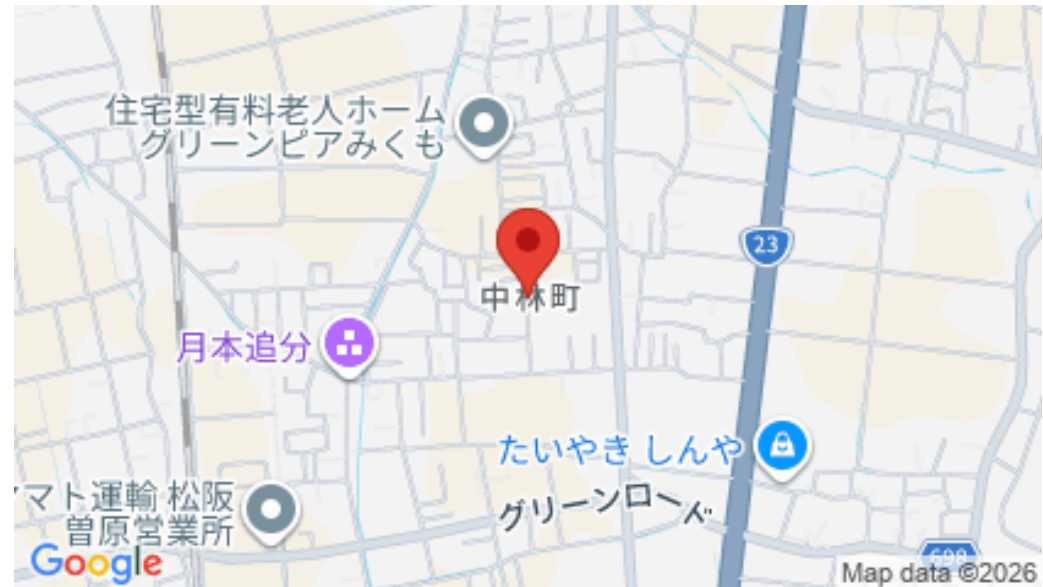 住宅型有料老人ホーム
グリーンピアみくも
23
中林町
月本追分
たいやき しんや
マト運輸 松阪
曽原営業所
グリーンロード
698
Google
Map data ©2026